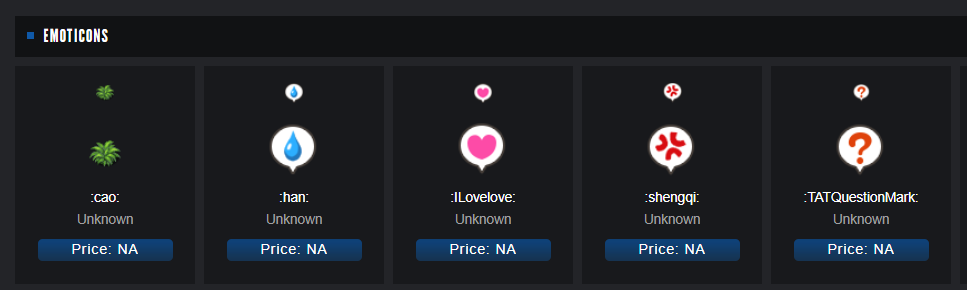 EMOTICONS
:cao:
Unknown
Price: NA
:han:
Unknown
Price: NA
:ILovelove:
Unknown
Price: NA
:shengqi:
Unknown
Price: NA
:TATQuestionMark:
Unknown
Price: NA